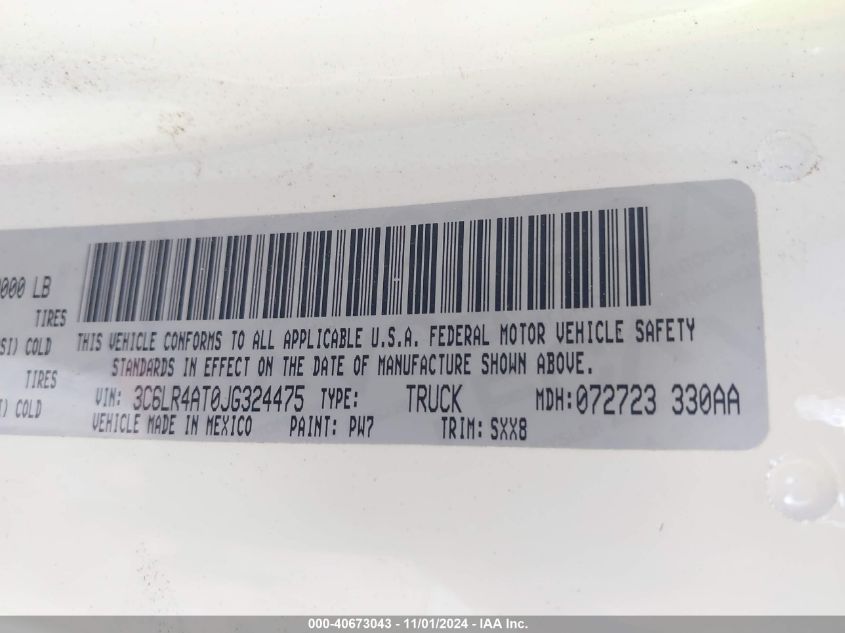 000 LB
TIRES
THIS VEHICLE CONFORMS TO ALL APPLICABLE U.S.A. FEDERAL MOTOR VEHICLE SAFETY
SI) COLD
STANDARDS IN EFFECT ON THE DATE OF MANUFACTURE SHOWN ABOVE.
TIRES
VIN: 3C6LR4AT0JG324475 TYPE: TRUCK MDH:072723 330AA
I) COLD
VEHICLE MADE IN MEXICO PAINT: PW7 TRIM: SXX8
000-40673043 - 11/01/2024 - IAA Inc.